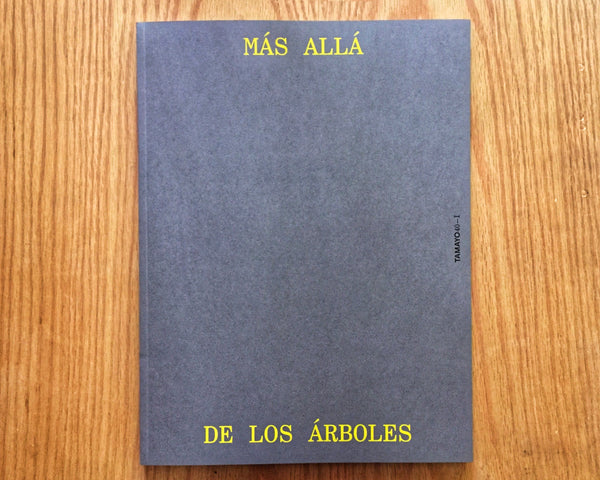 MÁS ALLÁ
TAMAYO40–I
DE LOS ÁRBOLES